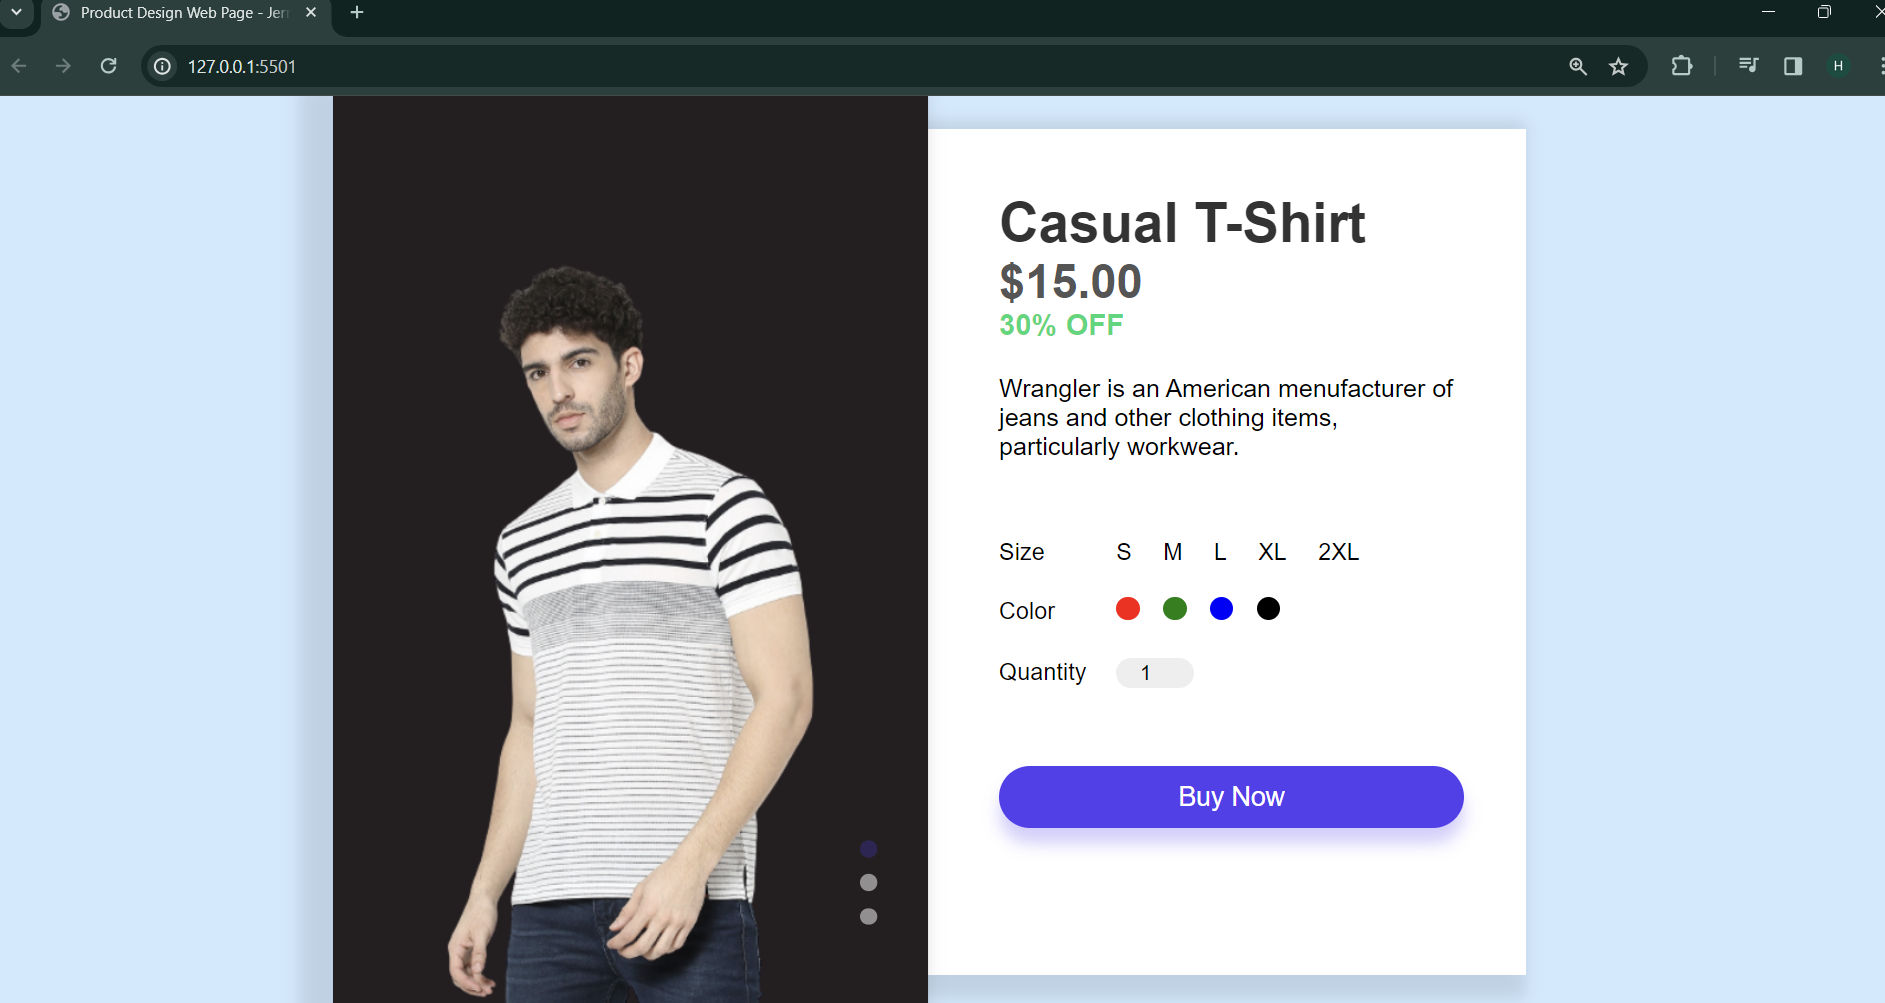 Product Design Web Page - Jer
127.0.0.1:5501
H
Casual T-Shirt
$15.00
30% OFF
Wrangler is an American menufacturer of
jeans and other clothing items,
particularly workwear.
Size S M L XL 2XL
Color
Quantity 1
Buy Now